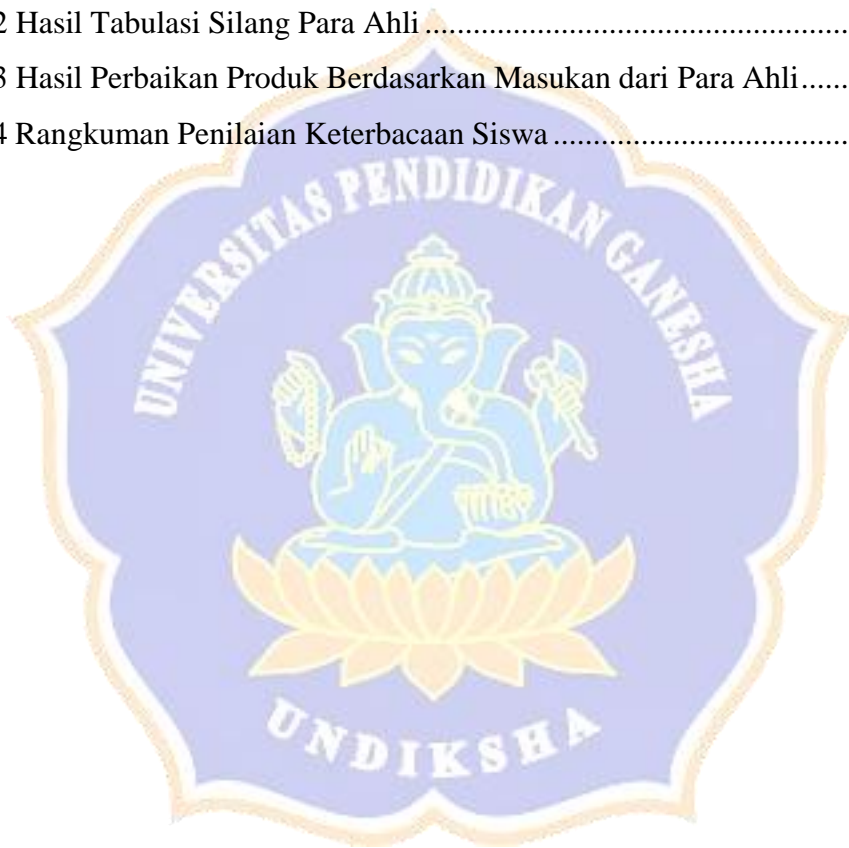 2 Hasil Tabulasi Silang Para Ahli ......................................................
3 Hasil Perbaikan Produk Berdasarkan Masukan dari Para Ahli ......
4 Rangkuman Penilaian Keterbacaan Siswa ......................................
UNIVERSITAS PENDIDIKAN GANESHA
UNDIKSHA